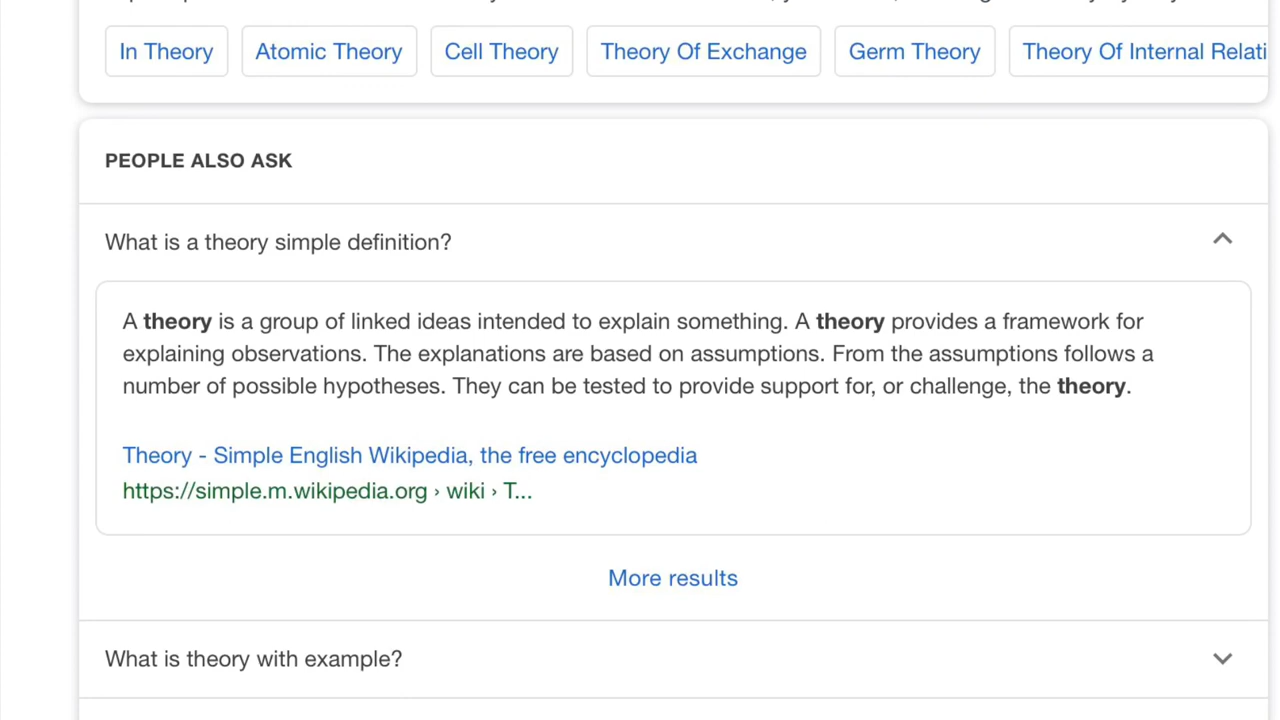 In Theory Atomic Theory Cell Theory Theory Of Exchange Germ Theory Theory Of Internal Relati
PEOPLE ALSO ASK
What is a theory simple definition?
A theory is a group of linked ideas intended to explain something. A theory provides a framework for
explaining observations. The explanations are based on assumptions. From the assumptions follows a
number of possible hypotheses. They can be tested to provide support for, or challenge, the theory.
Theory - Simple English Wikipedia, the free encyclopedia
https://simple.m.wikipedia.org › wiki › T...
More results
What is theory with example?